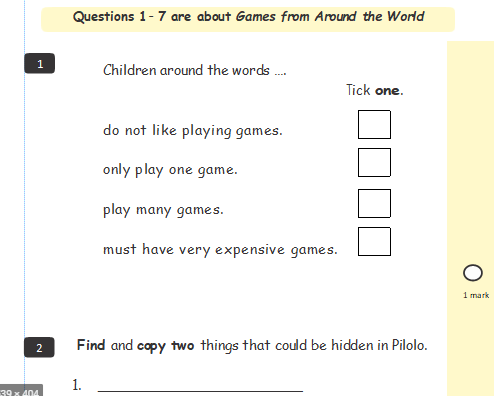 Questions 1 - 7 are about Games from Around the World
1
Children around the words ....
Tick one.
do not like playing games.
only play one game.
play many games.
must have very expensive games.
1 mark
2 Find and copy two things that could be hidden in Pilolo.
1. ____________________
39 × 404